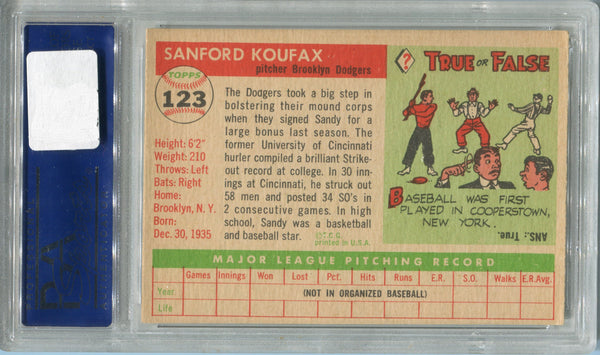 SANFORD KOUFAX
pitcher Brooklyn Dodgers
TOPPS
123
Height: 6'2"
Weight: 210
Throws: Left
Bats: Right
Home:
Brooklyn, N. Y.
Born:
Dec. 30, 1935
The Dodgers took a big step in
bolstering their mound corps
when they signed Sandy for a
large bonus last season. The
former University of Cincinnati
hurler compiled a brilliant Strike-
out record at college. In 30 inn-
ings at Cincinnati, he struck out
58 men and posted 34 SO's in
2 consecutive games. In high
school, Sandy was a basketball
and baseball star.
T.C.G.
printed in U.S.A.
?
TRUE OR FALSE
BASEBALL WAS FIRST
PLAYED IN COOPERSTOWN,
NEW YORK.
ANS.: True.
MAJOR LEAGUE PITCHING RECORD
Games Innings Won Lost Pct. Hits Runs E.R. S.O. Walks E.R.Avg.
Year (NOT IN ORGANIZED BASEBALL)
Life
PSA